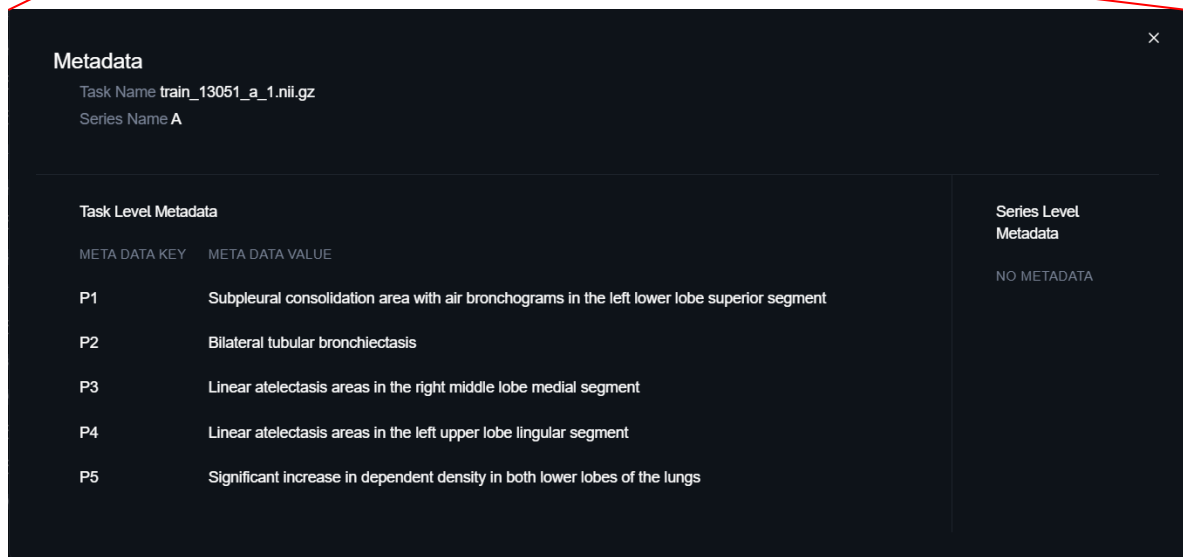 Metadata
Task Name train_13051_a_1.nii.gz
Series Name A
Task Level Metadata
META DATA KEY META DATA VALUE
P1 Subpleural consolidation area with air bronchograms in the left lower lobe superior segment
P2 Bilateral tubular bronchiectasis
P3 Linear atelectasis areas in the right middle lobe medial segment
P4 Linear atelectasis areas in the left upper lobe lingular segment
P5 Significant increase in dependent density in both lower lobes of the lungs
Series Level
Metadata
NO METADATA